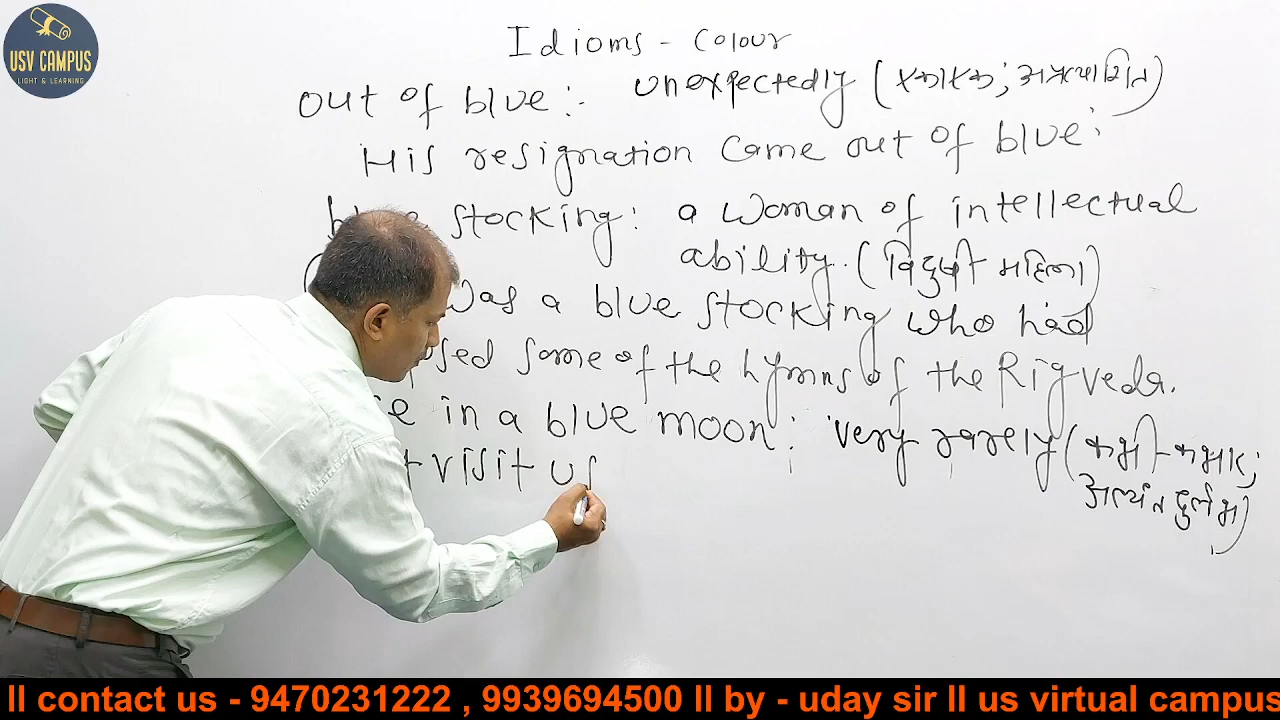 USV CAMPUS
LIGHT & LEARNING
Idioms - Colour
out of blue :- unexpectedly (एकाएक; अप्रत्याशित)
His resignation came out of blue.
stocking: a woman of intellectual
ability. (विदुषी महिला)
was a blue stocking who had
some of the hymns of the Rigveda.
in a blue moon: very rarely (कभी-कभार;
visit us अत्यंत दुर्लभ)
ll contact us - 9470231222 , 9939694500 ll by - uday sir ll us virtual campus